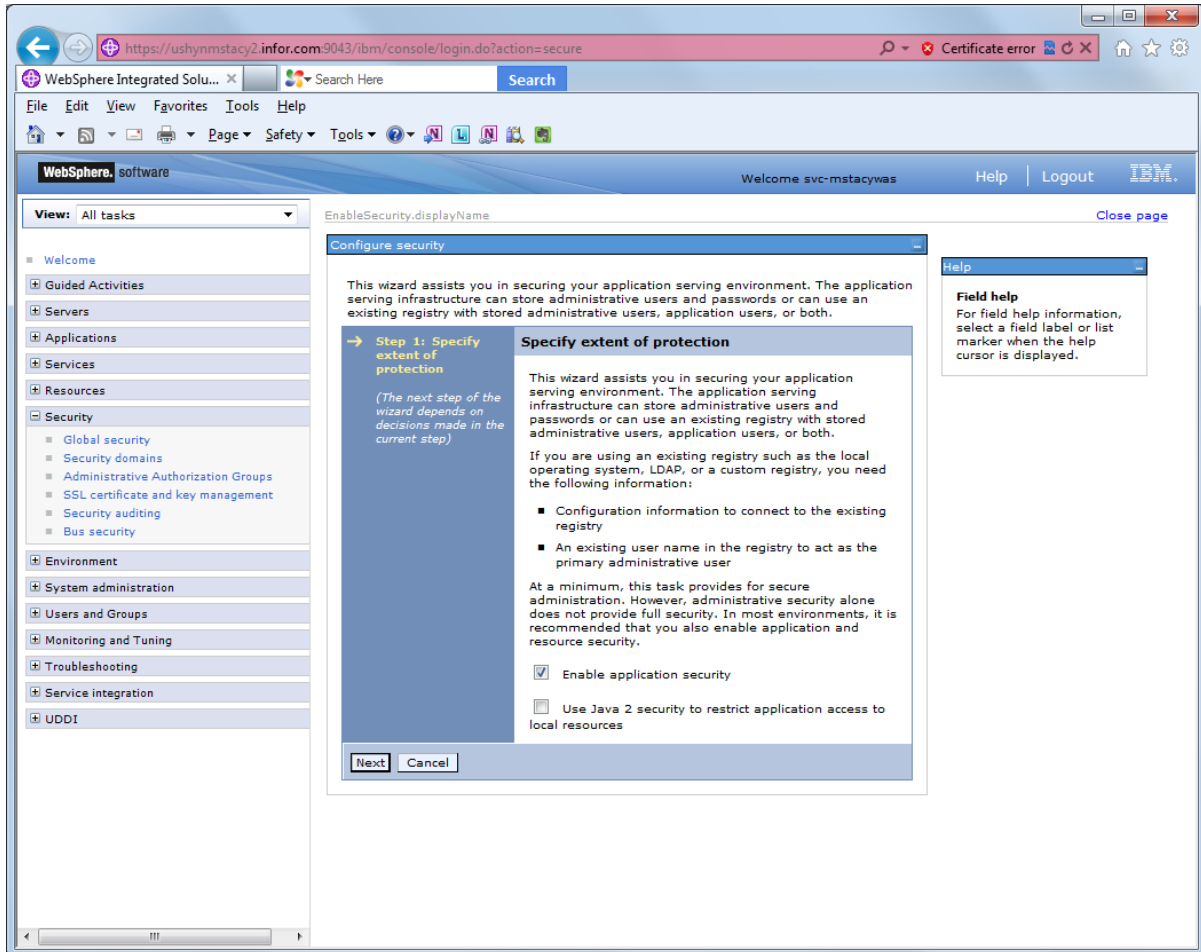 https://ushynmstacy2.infor.com:9043/ibm/console/login.do?action=secure
Certificate error
WebSphere Integrated Solu...
Search Here
Search
File Edit View Favorites Tools Help
Page Safety Tools
WebSphere. software
Welcome svc-mstacywas
Help | Logout
IBM.
View: All tasks
Welcome
Guided Activities
Servers
Applications
Services
Resources
Security
Global security
Security domains
Administrative Authorization Groups
SSL certificate and key management
Security auditing
Bus security
Environment
System administration
Users and Groups
Monitoring and Tuning
Troubleshooting
Service integration
UDDI
EnableSecurity.displayName
Close page
Configure security
This wizard assists you in securing your application serving environment. The application
serving infrastructure can store administrative users and passwords or can use an
existing registry with stored administrative users, application users, or both.
Step 1: Specify
extent of
protection
(The next step of the
wizard depends on
decisions made in the
current step)
Specify extent of protection
This wizard assists you in securing your application
serving environment. The application serving
infrastructure can store administrative users and
passwords or can use an existing registry with stored
administrative users, application users, or both.
If you are using an existing registry such as the local
operating system, LDAP, or a custom registry, you need
the following information:
Configuration information to connect to the existing
registry
An existing user name in the registry to act as the
primary administrative user
At a minimum, this task provides for secure
administration. However, administrative security alone
does not provide full security. In most environments, it is
recommended that you also enable application and
resource security.
Enable application security
Use Java 2 security to restrict application access to
local resources
Next
Cancel
Help
Field help
For field help information,
select a field label or list
marker when the help
cursor is displayed.